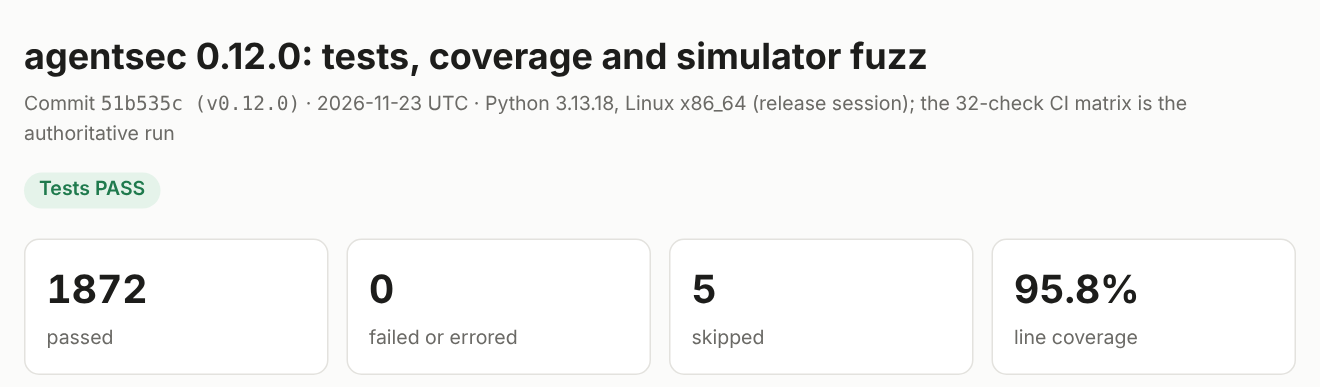 agentsec 0.12.0: tests, coverage and simulator fuzz
Commit 51b535c (v0.12.0) · 2026-11-23 UTC · Python 3.13.18, Linux x86_64 (release session); the 32-check CI matrix is the
authoritative run
Tests PASS
1872
passed
0
failed or errored
5
skipped
95.8%
line coverage